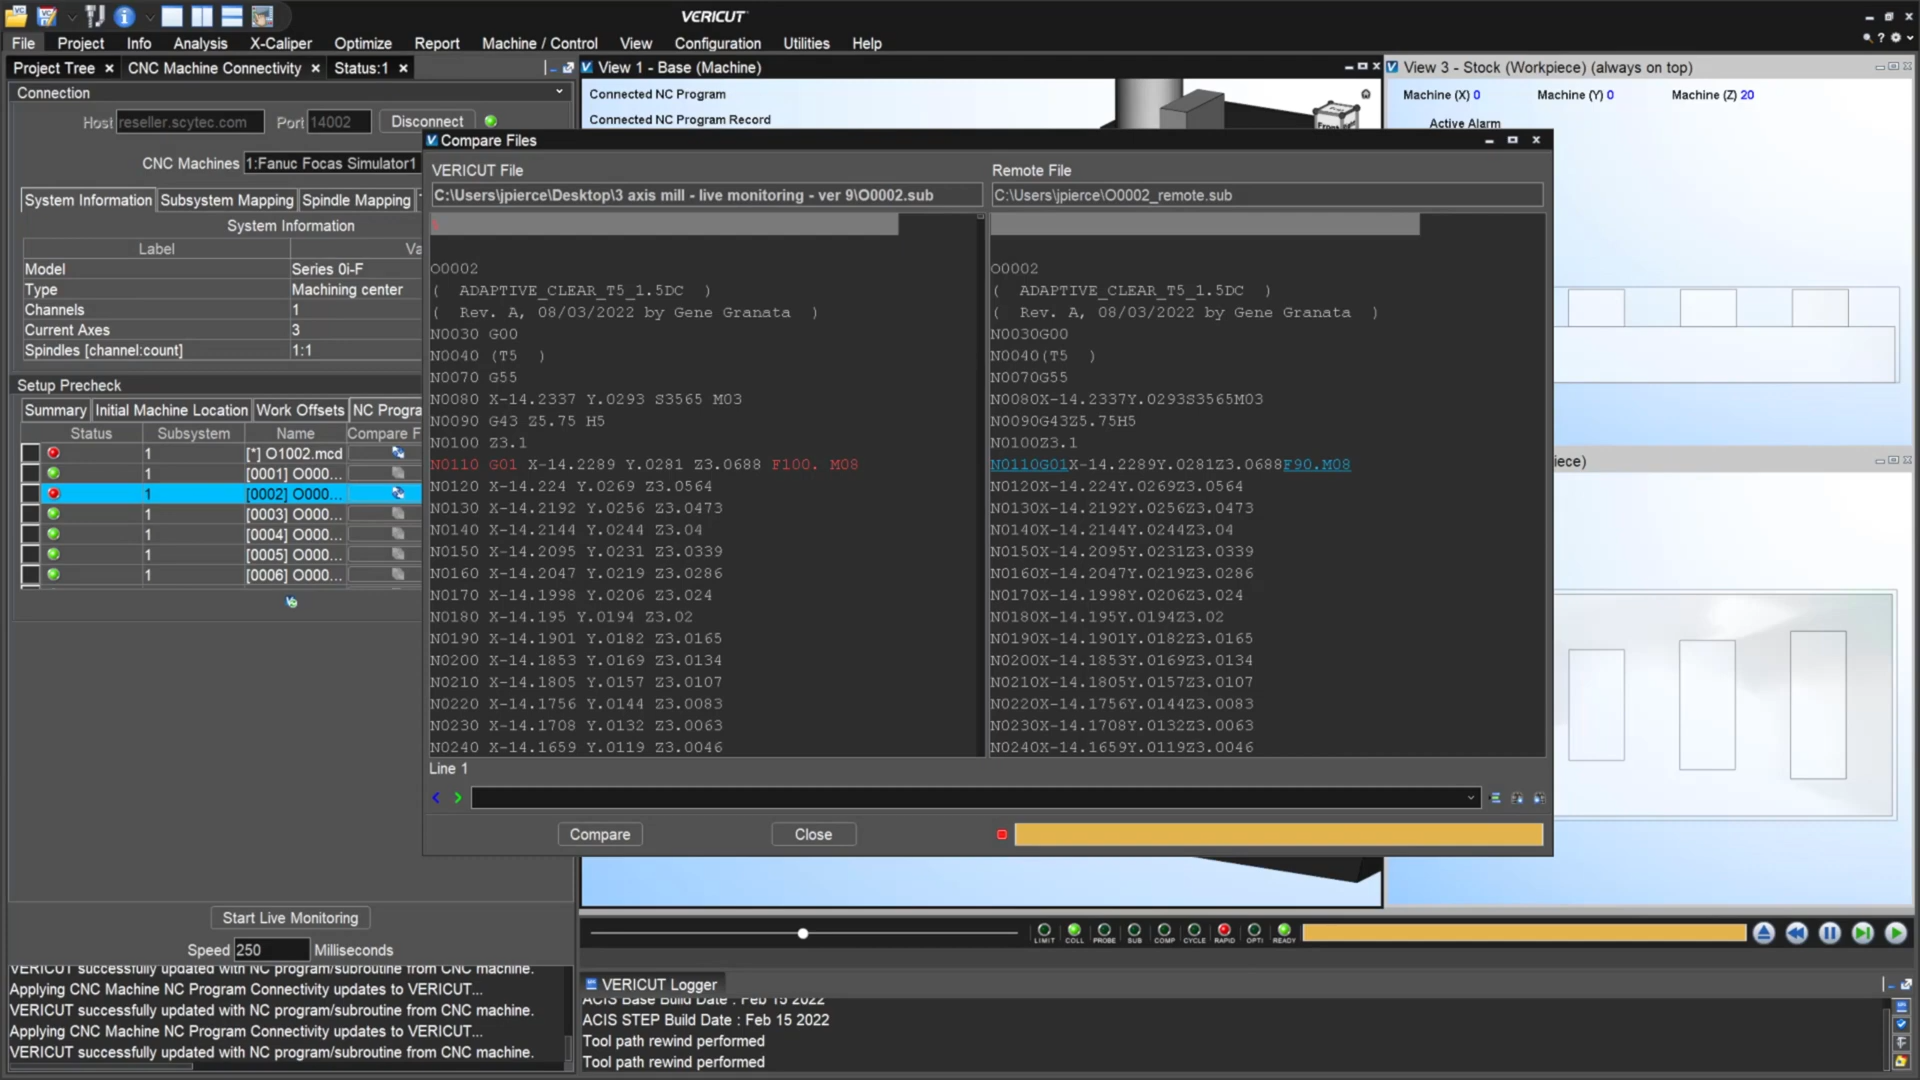 VERICUT
File Project Info Analysis X-Caliper Optimize Report Machine / Control View Configuration Utilities Help
Project Tree × CNC Machine Connectivity × Status:1 ×
View 1 - Base (Machine)
View 3 - Stock (Workpiece) (always on top)
Connection
Connected NC Program
Machine (X) 0 Machine (Y) 0 Machine (Z) 20
Host reseller.scytec.com Port 14002 Disconnect
Connected NC Program Record
Active Alarm
Compare Files
CNC Machines 1:Fanuc Focas Simulator1
VERICUT File
Remote File
C:\Users\jpierce\Desktop\3 axis mill - live monitoring - ver 9\O0002.sub
C:\Users\jpierce\O0002_remote.sub
System Information Subsystem Mapping Spindle Mapping
System Information
Label Va
Model Series 0i-F
Type Machining center
Channels 1
Current Axes 3
Spindles [channel:count] 1:1
Setup Precheck
Summary Initial Machine Location Work Offsets NC Progra
Status Subsystem Name Compare F
1 [*] O1002.mcd
1 [0001] O000...
1 [0002] O000...
1 [0003] O000...
1 [0004] O000...
1 [0005] O000...
1 [0006] O000...
O0002
( ADAPTIVE_CLEAR_T5_1.5DC )
( Rev. A, 08/03/2022 by Gene Granata )
N0030 G00
N0040 (T5 )
N0070 G55
N0080 X-14.2337 Y.0293 S3565 M03
N0090 G43 Z5.75 H5
N0100 Z3.1
N0110 G01 X-14.2289 Y.0281 Z3.0688 F100. M08
N0120 X-14.224 Y.0269 Z3.0564
N0130 X-14.2192 Y.0256 Z3.0473
N0140 X-14.2144 Y.0244 Z3.04
N0150 X-14.2095 Y.0231 Z3.0339
N0160 X-14.2047 Y.0219 Z3.0286
N0170 X-14.1998 Y.0206 Z3.024
N0180 X-14.195 Y.0194 Z3.02
N0190 X-14.1901 Y.0182 Z3.0165
N0200 X-14.1853 Y.0169 Z3.0134
N0210 X-14.1805 Y.0157 Z3.0107
N0220 X-14.1756 Y.0144 Z3.0083
N0230 X-14.1708 Y.0132 Z3.0063
N0240 X-14.1659 Y.0119 Z3.0046
O0002
( ADAPTIVE_CLEAR_T5_1.5DC )
( Rev. A, 08/03/2022 by Gene Granata )
N0030G00
N0040(T5 )
N0070G55
N0080X-14.2337Y.0293S3565M03
N0090G43Z5.75H5
N0100Z3.1
N0110G01X-14.2289Y.0281Z3.0688F90.M08
N0120X-14.224Y.0269Z3.0564
N0130X-14.2192Y.0256Z3.0473
N0140X-14.2144Y.0244Z3.04
N0150X-14.2095Y.0231Z3.0339
N0160X-14.2047Y.0219Z3.0286
N0170X-14.1998Y.0206Z3.024
N0180X-14.195Y.0194Z3.02
N0190X-14.1901Y.0182Z3.0165
N0200X-14.1853Y.0169Z3.0134
N0210X-14.1805Y.0157Z3.0107
N0220X-14.1756Y.0144Z3.0083
N0230X-14.1708Y.0132Z3.0063
N0240X-14.1659Y.0119Z3.0046
iece)
Line 1
Compare Close
Start Live Monitoring
Speed 250 Milliseconds
LIMIT COLL PROBE SUB COMP CYCLE RAPID OPTI READY
VERICUT successfully updated with NC program/subroutine from CNC machine.
Applying CNC Machine NC Program Connectivity updates to VERICUT...
VERICUT successfully updated with NC program/subroutine from CNC machine.
Applying CNC Machine NC Program Connectivity updates to VERICUT...
VERICUT successfully updated with NC program/subroutine from CNC machine.
VERICUT Logger
ACIS Base Build Date : Feb 15 2022
ACIS STEP Build Date : Feb 15 2022
Tool path rewind performed
Tool path rewind performed